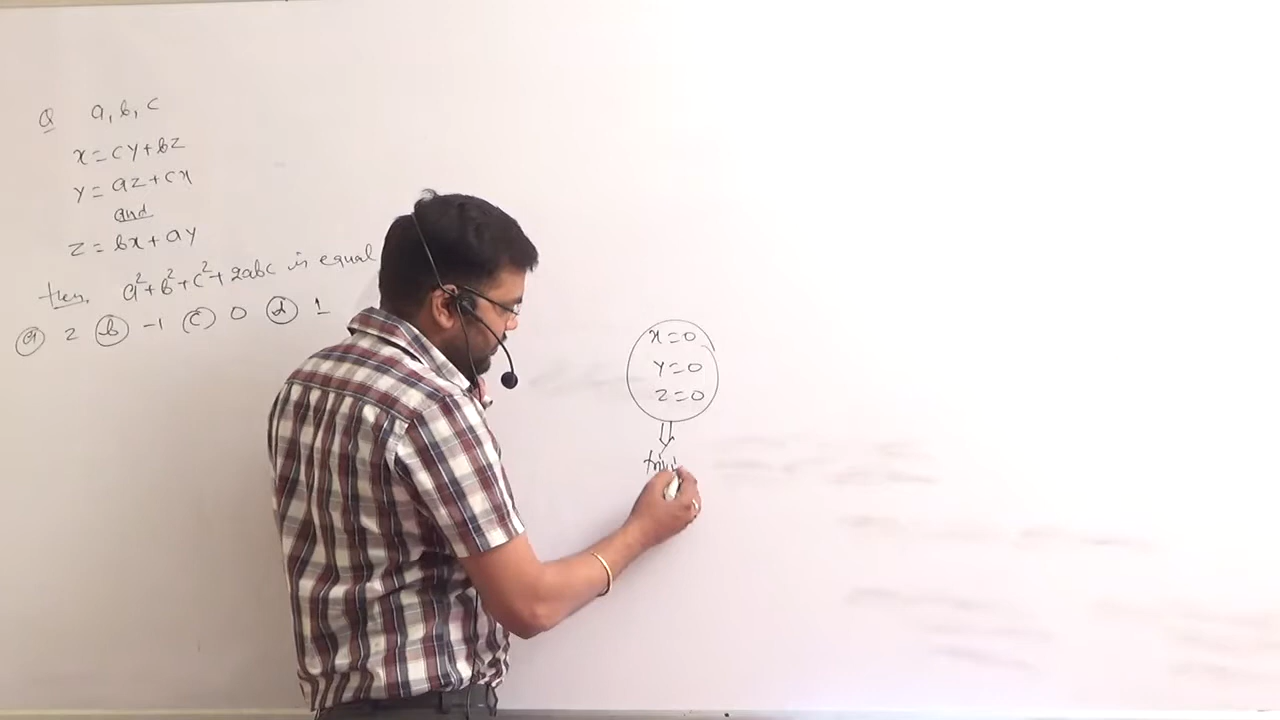 Q a, b, c
x = cy + bz
y = az + cx
and
z = bx + ay
then, a² + b² + c² + 2abc is equal
(a) 2 (b) -1 (c) 0 (d) 1
x = 0
y = 0
z = 0